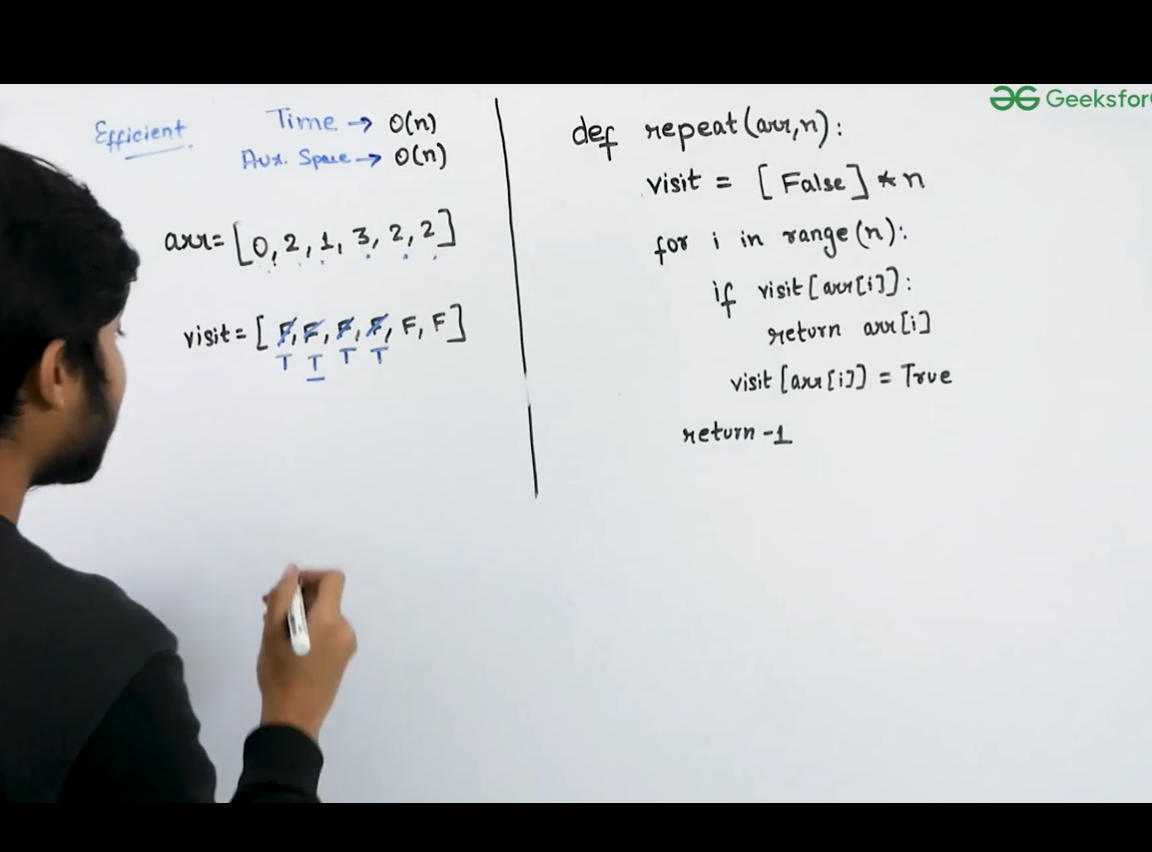 GeeksforG
Efficient
Time → O(n)
Aux. Space → O(n)
arr = [0, 2, 1, 3, 2, 2]
visit = [F, F, F, F, F, F]
T T T T
def repeat(arr,n):
visit = [False] * n
for i in range(n):
if visit[arr[i]]:
return arr[i]
visit[arr[i]] = True
return -1